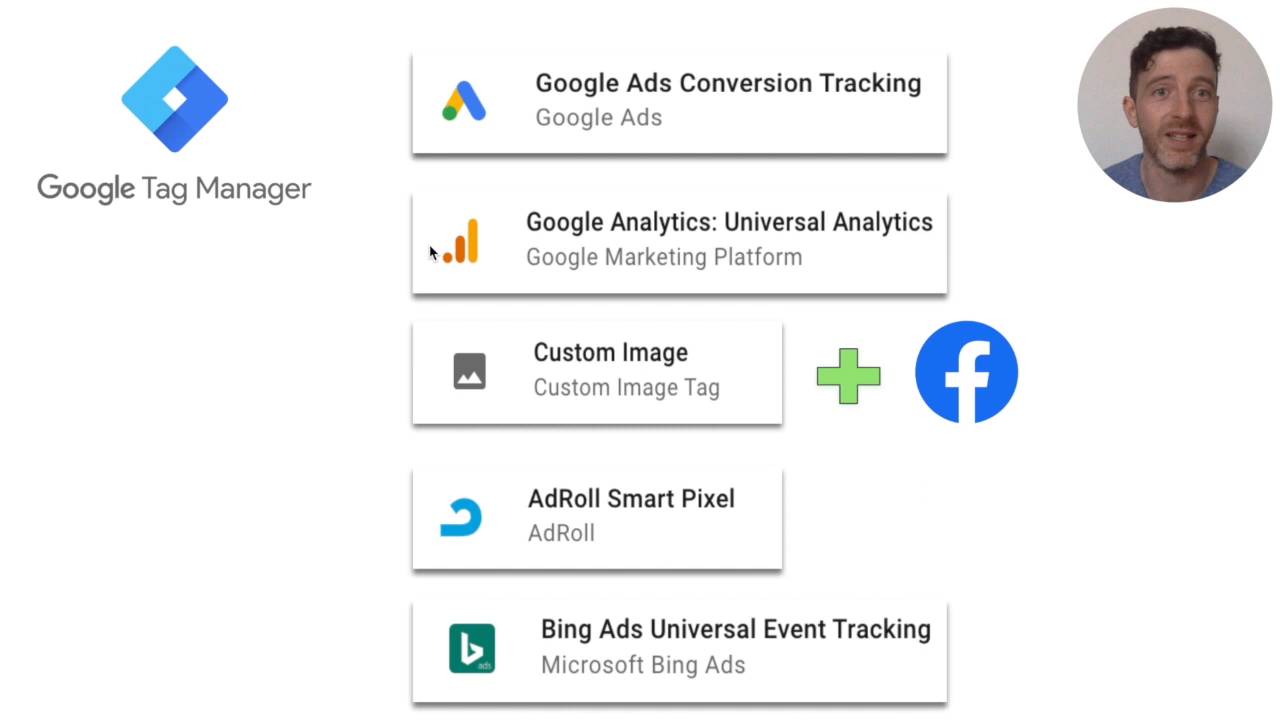 Google Tag Manager
Google Ads Conversion Tracking
Google Ads
Google Analytics: Universal Analytics
Google Marketing Platform
Custom Image
Custom Image Tag
AdRoll Smart Pixel
AdRoll
Bing Ads Universal Event Tracking
ads
Microsoft Bing Ads